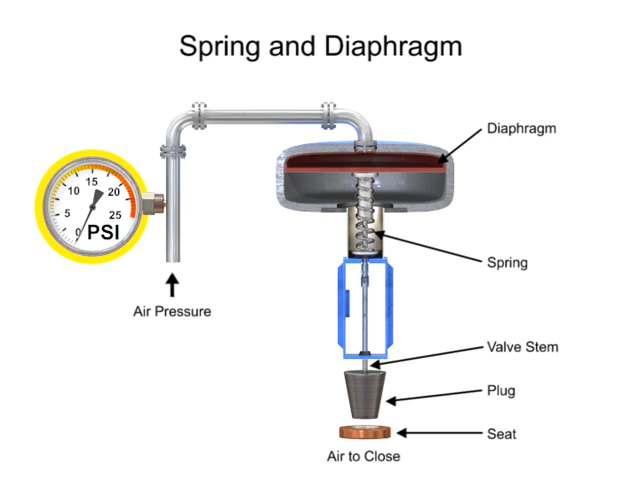 Spring and Diaphragm
Diaphragm
0
5
10
15
20
25
PSI
Spring
Air Pressure
Valve Stem
Plug
Seat
Air to Close